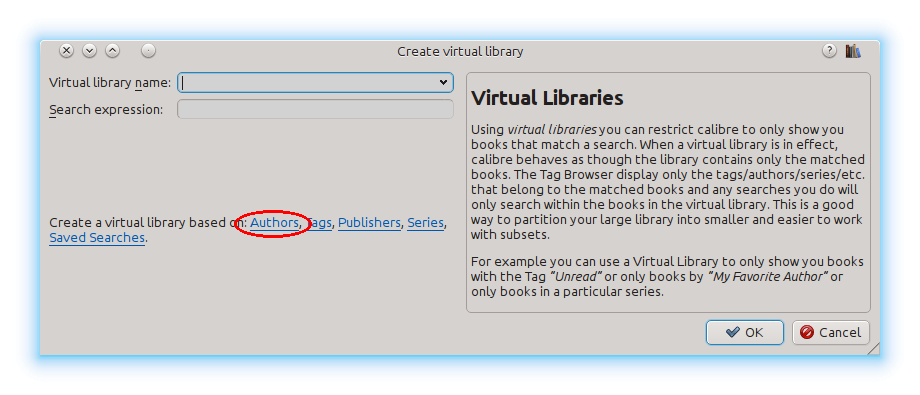 Create virtual library
Virtual library name:
Search expression:
Create a virtual library based on: Authors, Tags, Publishers, Series,
Saved Searches.
Virtual Libraries
Using virtual libraries you can restrict calibre to only show you
books that match a search. When a virtual library is in effect,
calibre behaves as though the library contains only the matched
books. The Tag Browser display only the tags/authors/series/etc.
that belong to the matched books and any searches you do will
only search within the books in the virtual library. This is a good
way to partition your large library into smaller and easier to work
with subsets.
For example you can use a Virtual Library to only show you books
with the Tag "Unread" or only books by "My Favorite Author" or
only books in a particular series.
OK
Cancel